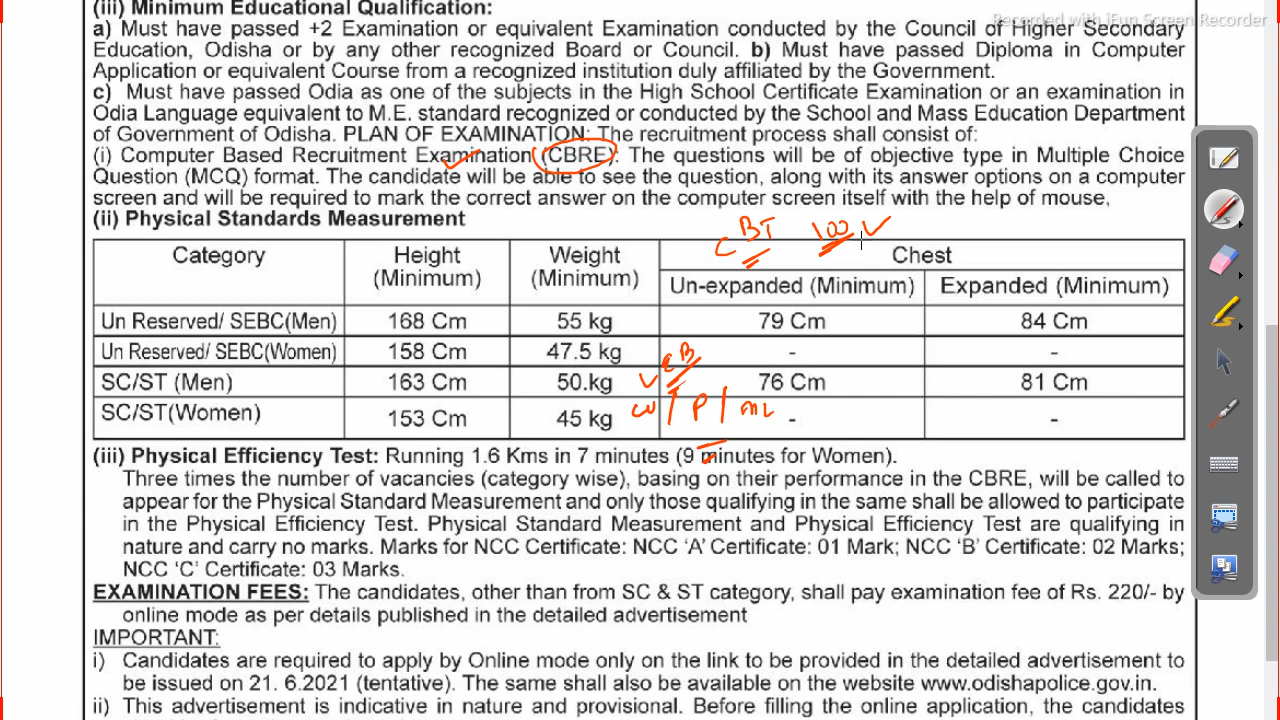 (iii) Minimum Educational Qualification:
Recorded with iFun Screen Recorder
a) Must have passed +2 Examination or equivalent Examination conducted by the Council of Higher Secondary
Education, Odisha or by any other recognized Board or Council. b) Must have passed Diploma in Computer
Application or equivalent Course from a recognized institution duly affiliated by the Government.
c) Must have passed Odia as one of the subjects in the High School Certificate Examination or an examination in
Odia Language equivalent to M.E. standard recognized or conducted by the School and Mass Education Department
of Government of Odisha. PLAN OF EXAMINATION: The recruitment process shall consist of:
(i) Computer Based Recruitment Examination (CBRE). The questions will be of objective type in Multiple Choice
Question (MCQ) format. The candidate will be able to see the question, along with its answer options on a computer
screen and will be required to mark the correct answer on the computer screen itself with the help of mouse,
(ii) Physical Standards Measurement
CBT 100
Category Height (Minimum) Weight (Minimum) Chest
Un-expanded (Minimum) Expanded (Minimum)
Un Reserved/ SEBC(Men) 168 Cm 55 kg 79 Cm 84 Cm
Un Reserved/ SEBC(Women) 158 Cm 47.5 kg - -
SC/ST (Men) 163 Cm 50.kg 76 Cm 81 Cm
SC/ST(Women) 153 Cm 45 kg - -
(iii) Physical Efficiency Test: Running 1.6 Kms in 7 minutes (9 minutes for Women).
Three times the number of vacancies (category wise), basing on their performance in the CBRE, will be called to
appear for the Physical Standard Measurement and only those qualifying in the same shall be allowed to participate
in the Physical Efficiency Test. Physical Standard Measurement and Physical Efficiency Test are qualifying in
nature and carry no marks. Marks for NCC Certificate: NCC ‘A’ Certificate: 01 Mark; NCC ‘B’ Certificate: 02 Marks;
NCC ‘C’ Certificate: 03 Marks.
EXAMINATION FEES: The candidates, other than from SC & ST category, shall pay examination fee of Rs. 220/- by
online mode as per details published in the detailed advertisement
IMPORTANT:
i) Candidates are required to apply by Online mode only on the link to be provided in the detailed advertisement to
be issued on 21. 6.2021 (tentative). The same shall also be available on the website www.odishapolice.gov.in.
ii) This advertisement is indicative in nature and provisional. Before filling the online application, the candidates